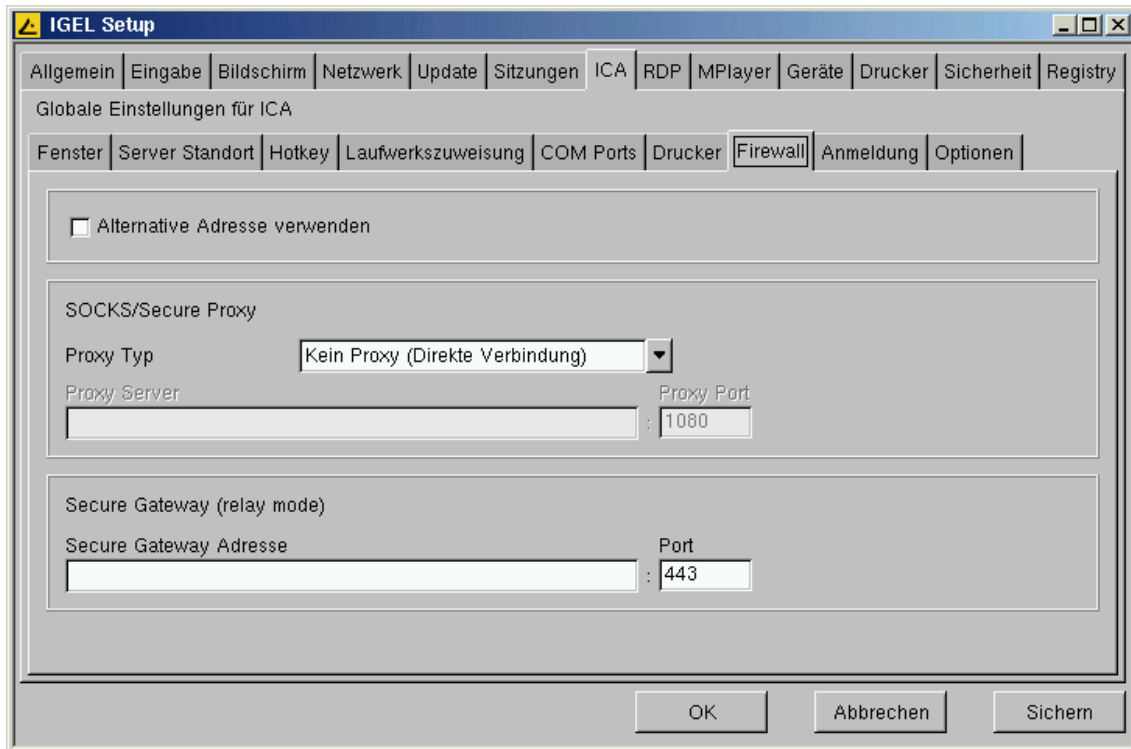 IGEL Setup
Allgemein Eingabe Bildschirm Netzwerk Update Sitzungen ICA RDP MPlayer Geräte Drucker Sicherheit Registry
Globale Einstellungen für ICA
Fenster Server Standort Hotkey Laufwerkszuweisung COM Ports Drucker Firewall Anmeldung Optionen
Alternative Adresse verwenden
SOCKS/Secure Proxy
Proxy Typ Kein Proxy (Direkte Verbindung)
Proxy Server Proxy Port
: 1080
Secure Gateway (relay mode)
Secure Gateway Adresse Port
: 443
OK Abbrechen Sichern